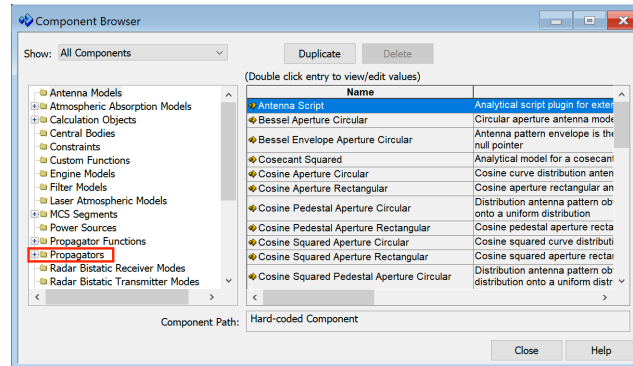 Component Browser
Show: All Components
Duplicate Delete
(Double click entry to view/edit values)
Antenna Models
Atmospheric Absorption Models
Calculation Objects
Central Bodies
Constraints
Custom Functions
Engine Models
Filter Models
Laser Atmospheric Models
MCS Segments
Power Sources
Propagator Functions
Propagators
Radar Bistatic Receiver Modes
Radar Bistatic Transmitter Modes
Name
Antenna Script Analytical script plugin for exter
Bessel Aperture Circular Circular aperture antenna mode
Bessel Envelope Aperture Circular Antenna pattern envelope is the
null pointer
Cosecant Squared Analytical model for a cosecant
Cosine Aperture Circular Cosine curve distribution anten
Cosine Aperture Rectangular Cosine aperture rectangular an
Cosine Pedestal Aperture Circular Distribution antenna pattern ob
onto a uniform distribution
Cosine Pedestal Aperture Rectangular Cosine pedestal aperture recta
Cosine Squared Aperture Circular Cosine squared curve distributi
Cosine Squared Aperture Rectangular Cosine squared aperture rectar
Cosine Squared Pedestal Aperture Circular Distribution antenna pattern ob
distribution onto a uniform distr
Component Path: Hard-coded Component
Close Help